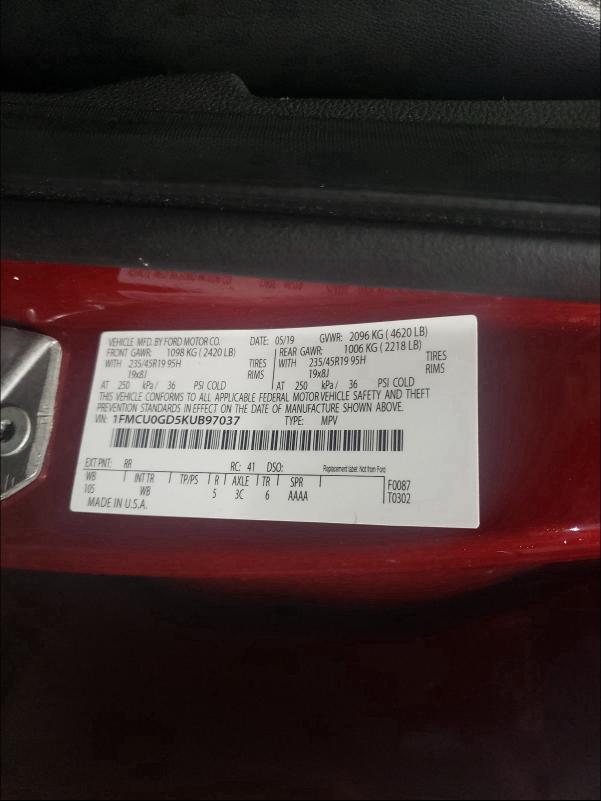 VEHICLE MFD. BY FORD MOTOR CO. DATE: 05/19 GVWR: 2096 KG ( 4620 LB)
FRONT GAWR: 1098 KG ( 2420 LB) REAR GAWR: 1006 KG ( 2218 LB)
WITH 235/45R19 95H TIRES WITH 235/45R19 95H TIRES
19x8J RIMS 19x8J RIMS
AT 250 kPa/ 36 PSI COLD AT 250 kPa/ 36 PSI COLD
THIS VEHICLE CONFORMS TO ALL APPLICABLE FEDERAL MOTOR VEHICLE SAFETY AND THEFT
PREVENTION STANDARDS IN EFFECT ON THE DATE OF MANUFACTURE SHOWN ABOVE.
VIN: 1FMCU0GD5KUB97037 TYPE: MPV
EXT PNT: RR RC: 41 DSO: Replacement label: Not from Ford
WB INT TR TP/PS R AXLE TR SPR F0087
105 WB 5 3C 6 AAAA T0302
MADE IN U.S.A.